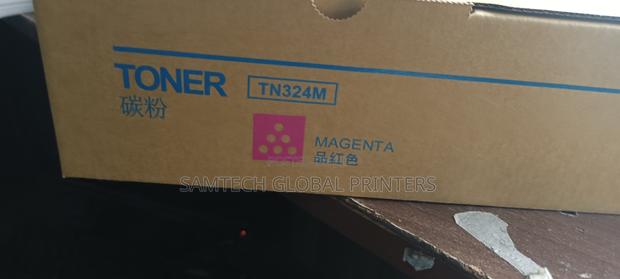 TONER TN324M
碳粉
MAGENTA
品红色
SAMTECH GLOBAL PRINTERS